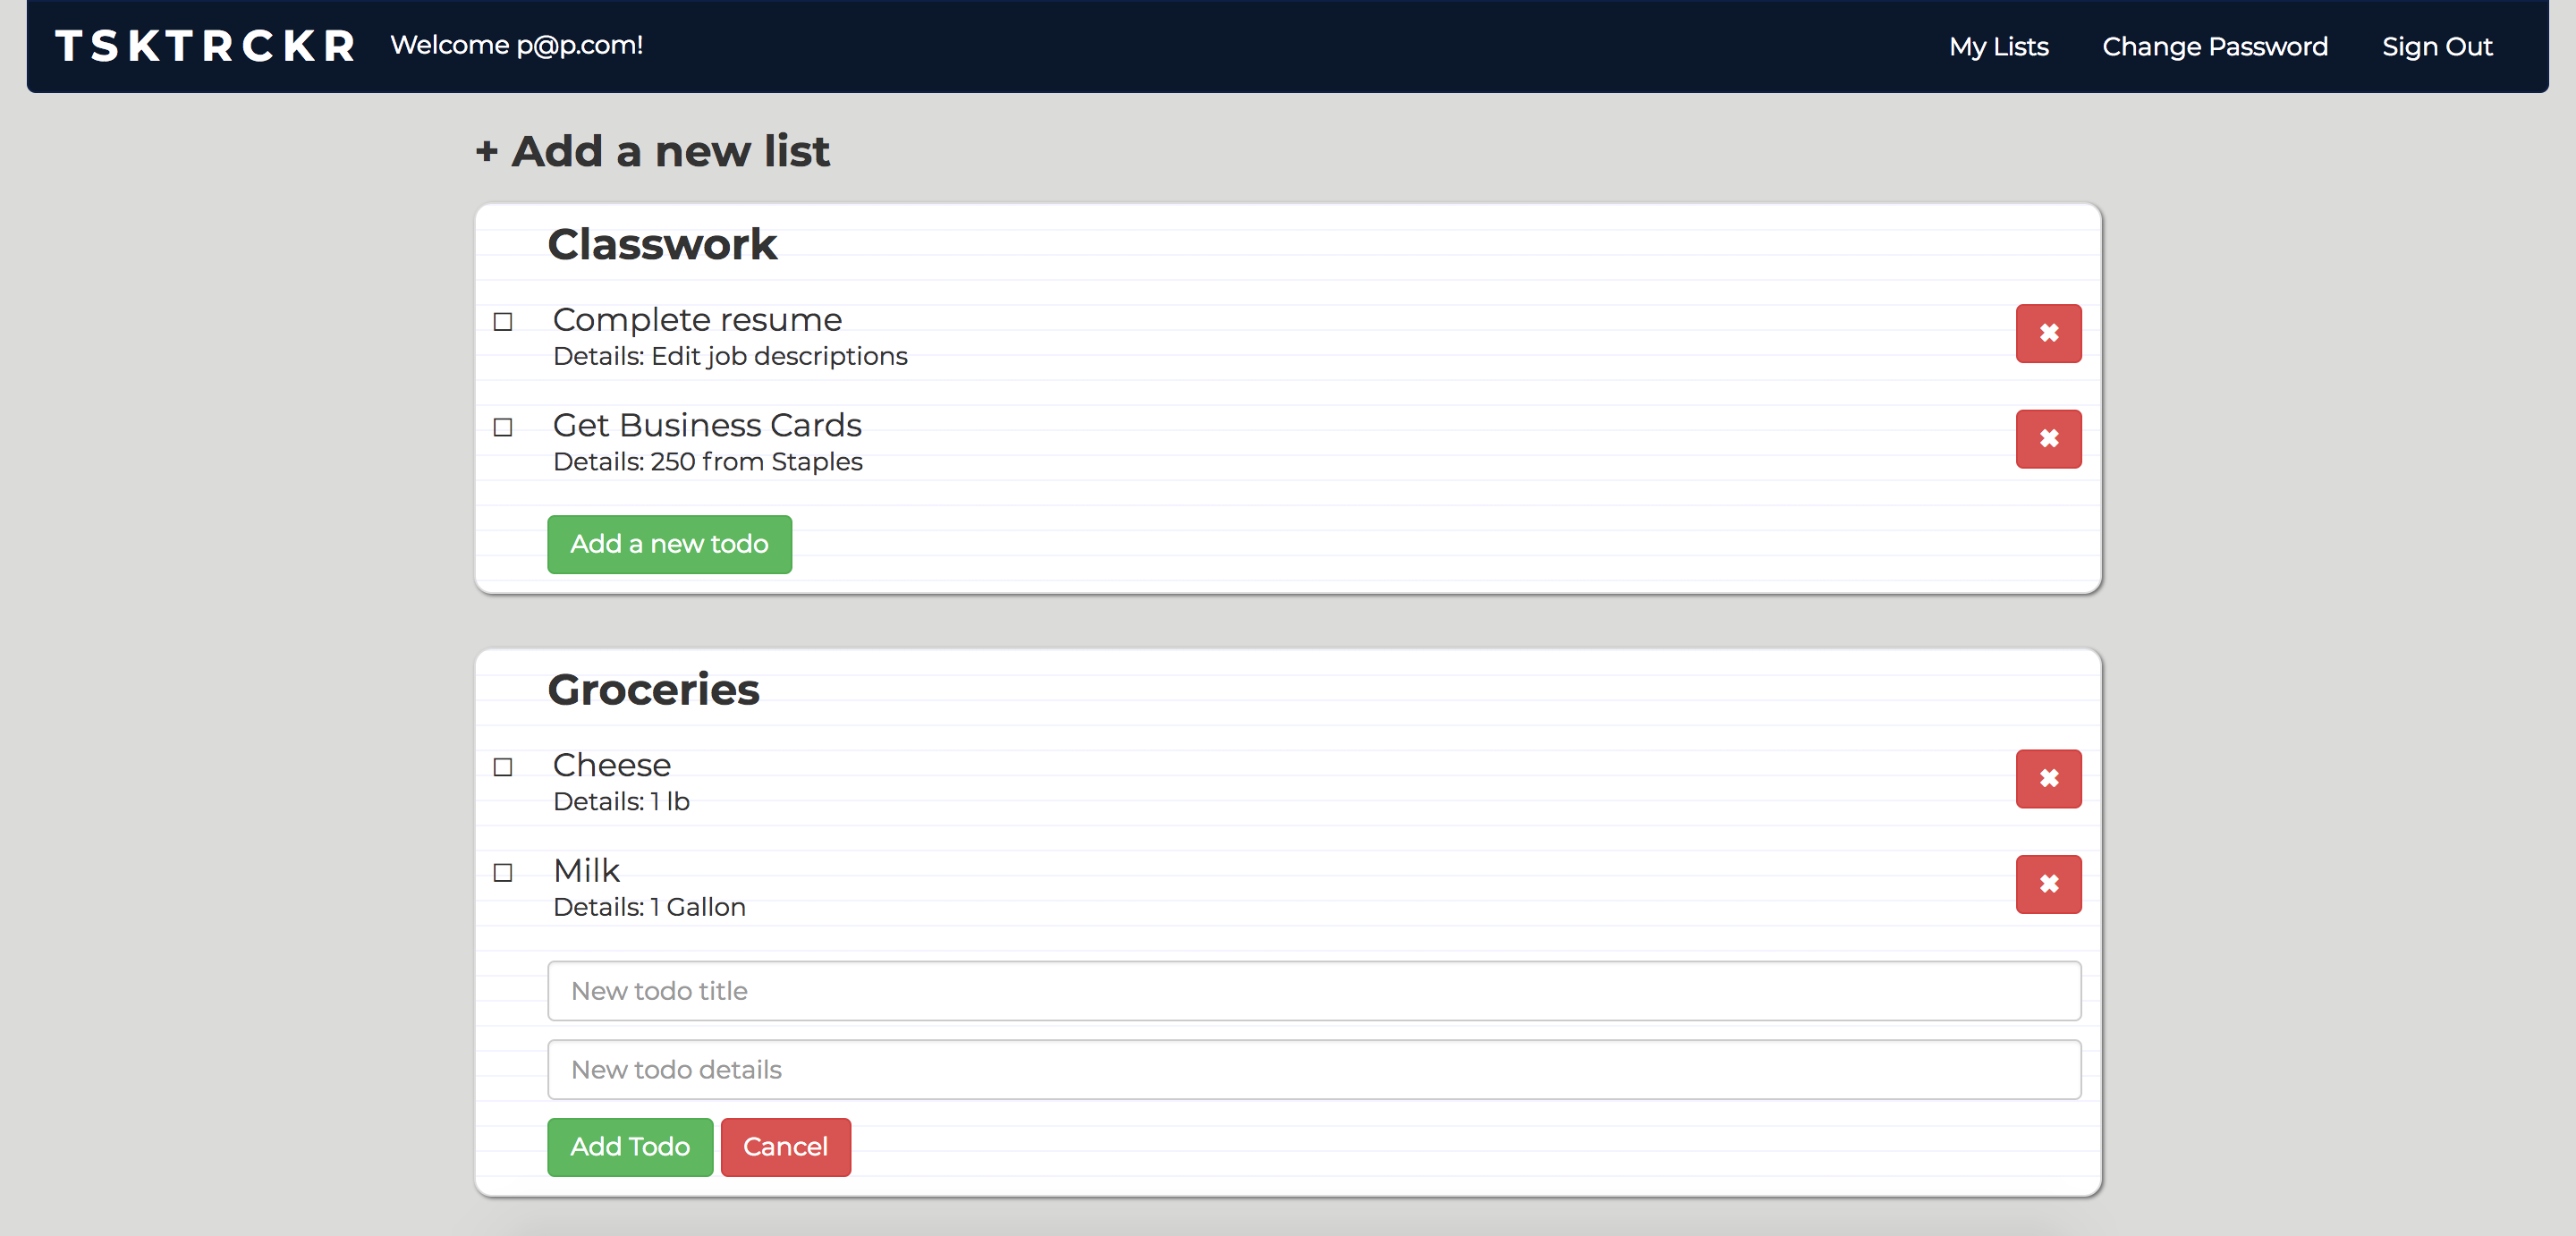 TSKTRCKR Welcome p@p.com! My Lists Change Password Sign Out
+ Add a new list
Classwork
Complete resume
Details: Edit job descriptions
Get Business Cards
Details: 250 from Staples
Add a new todo
Groceries
Cheese
Details: 1 lb
Milk
Details: 1 Gallon
New todo title
New todo details
Add Todo Cancel